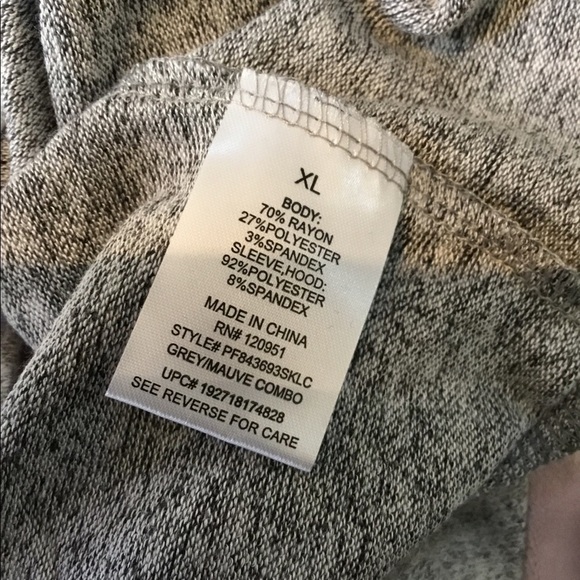 XL
BODY:
70% RAYON
27%POLYESTER
3%SPANDEX
SLEEVE,HOOD:
92%POLYESTER
8%SPANDEX
MADE IN CHINA
RN# 120951
STYLE# PF843693SKLC
GREY/MAUVE COMBO
UPC# 192718174828
SEE REVERSE FOR CARE